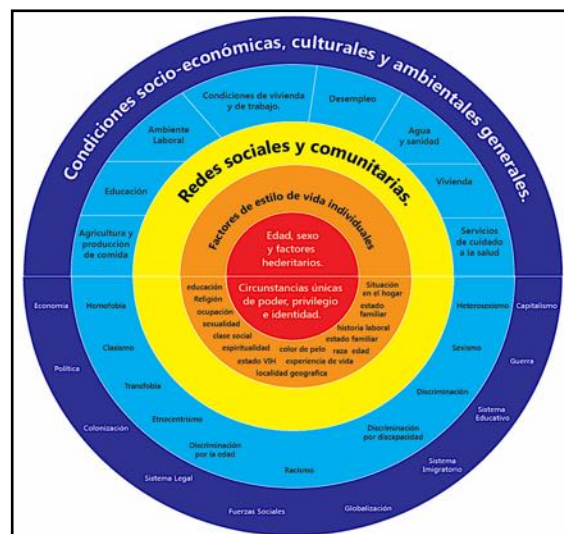 Condiciones socio-económicas, culturales y ambientales generales.
Condiciones de vivienda
y de trabajo.
Desempleo
Ambiente
Laboral
Agua
y sanidad
Educación
Vivienda
Agricultura y
producción
de comida
Servicios
de cuidado
a la salud
Redes sociales y comunitarias.
Factores de estilo de vida individuales
Edad, sexo
y factores
hederitarios.
Circunstancias únicas
de poder, privilegio
e identidad.
educación
Religión
ocupación
sexualidad
clase social
espiritualidad
estado VIH
localidad geografica
color de pelo
experiencia de vida
Situación
en el hogar
estado
familiar
historia laboral
estado familiar
raza edad
Homofobia
Clasismo
Transfobia
Etnocentrismo
Discriminación
por la edad
Racismo
Discriminación
por discapacidad
Discriminación
Sexismo
Heterosexismo
Economía
Política
Colonización
Sistema Legal
Fuerzas Sociales
Globalización
Sistema
Imigratorio
Sistema
Educativo
Guerra
Capitalismo